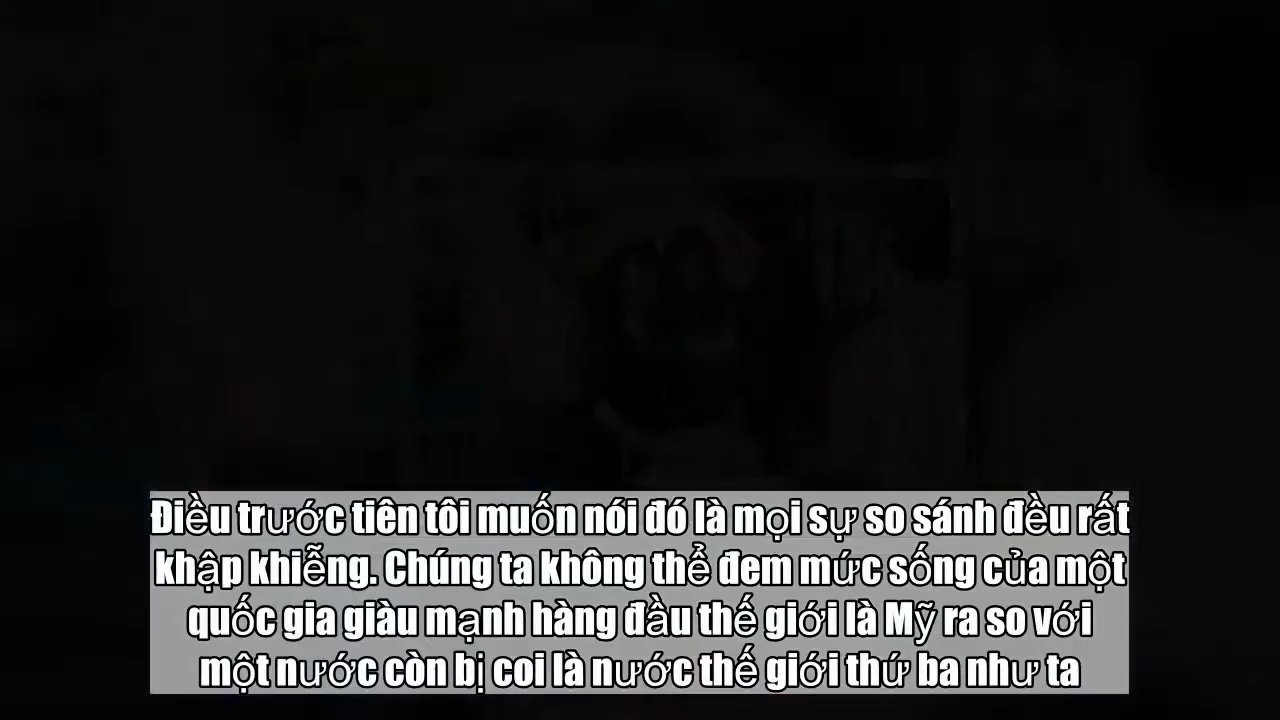 Điều trước tiên tôi muốn nói đó là mọi sự so sánh đều rất
khập khiễng. Chúng ta không thể đem mức sống của một
quốc gia giàu mạnh hàng đầu thế giới là Mỹ ra so với
một nước còn bị coi là nước thế giới thứ ba như ta